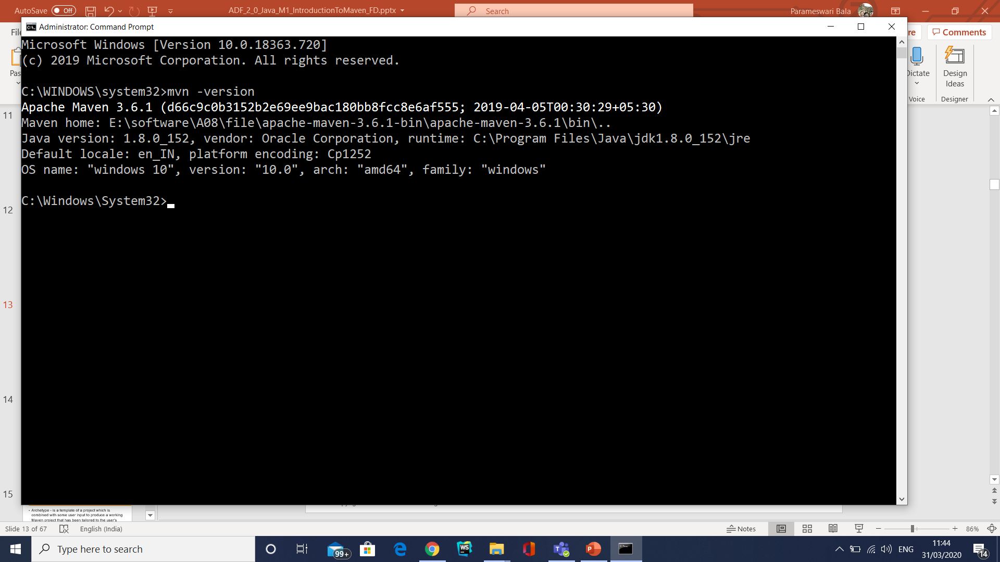 AutoSave Off ADF_2_0_Java_M1_IntroductionToMaven_FD.pptx Search Parameswari Bala
Administrator: Command Prompt
Comments
Microsoft Windows [Version 10.0.18363.720]
(c) 2019 Microsoft Corporation. All rights reserved.
C:\WINDOWS\system32>mvn -version
Apache Maven 3.6.1 (d66c9c0b3152b2e69ee9bac180bb8fcc8e6af555; 2019-04-05T00:30:29+05:30)
Maven home: E:\software\A08\file\apache-maven-3.6.1-bin\apache-maven-3.6.1\bin\..
Java version: 1.8.0_152, vendor: Oracle Corporation, runtime: C:\Program Files\Java\jdk1.8.0_152\jre
Default locale: en_IN, platform encoding: Cp1252
OS name: "windows 10", version: "10.0", arch: "amd64", family: "windows"
C:\Windows\System32>
Dictate
Voice
Design
Ideas
Designer
11
12
13
14
15
• Archetype - is a template of a project which is
combined with some user input to produce a working
Maven project that has been tailored to the user's
Slide 13 of 67 English (India) Notes 86%
Type here to search 99+ WS ENG 11:44
31/03/2020 14